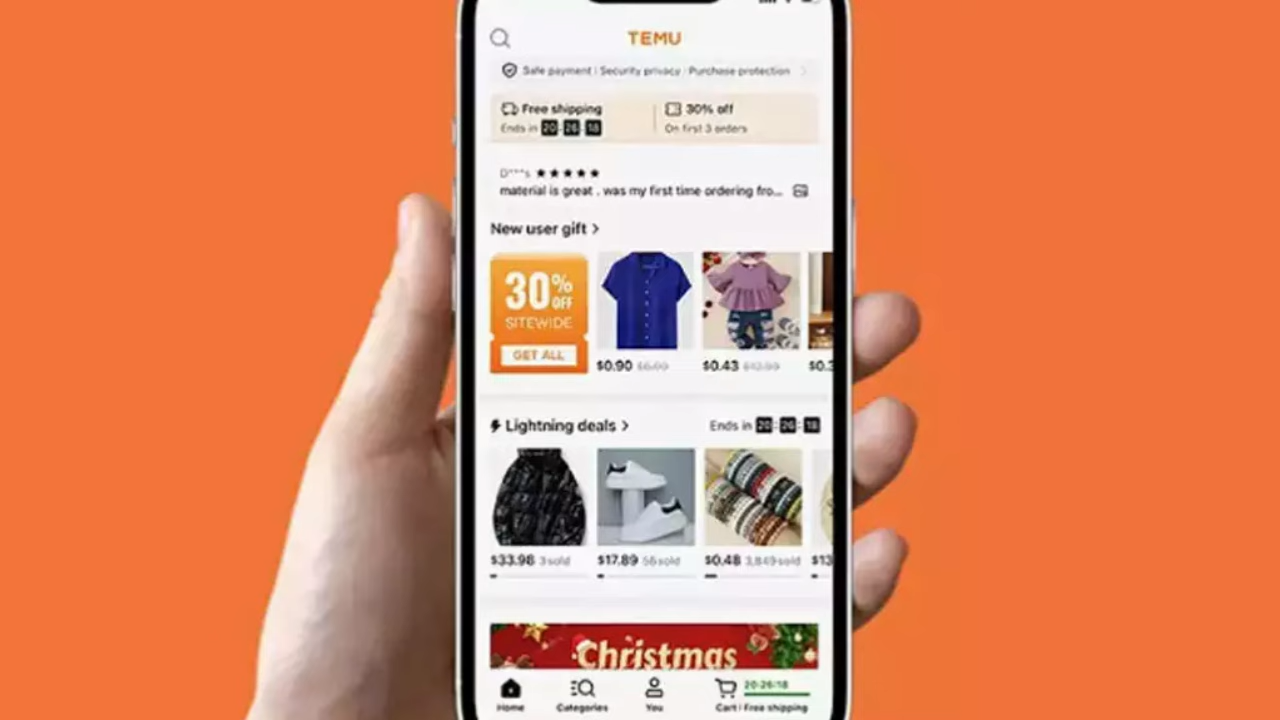 TEMU
Safe payment | Security privacy | Purchase protection
Free shipping
Ends in 20:26:18
30% off
On first 3 orders
D***s ★★★★★
material is great . was my first time ordering fro...
New user gift >
30% OFF
SITEWIDE
GET ALL
$0.90
$0.43 $12.99
$0.3
Lightning deals >
Ends in 20:26:18
$33.98 3 sold
$17.89 56 sold
$0.48 3,849 sold
$13
Christmas
20:26:18
Home
Categories
You
Cart | Free shipping